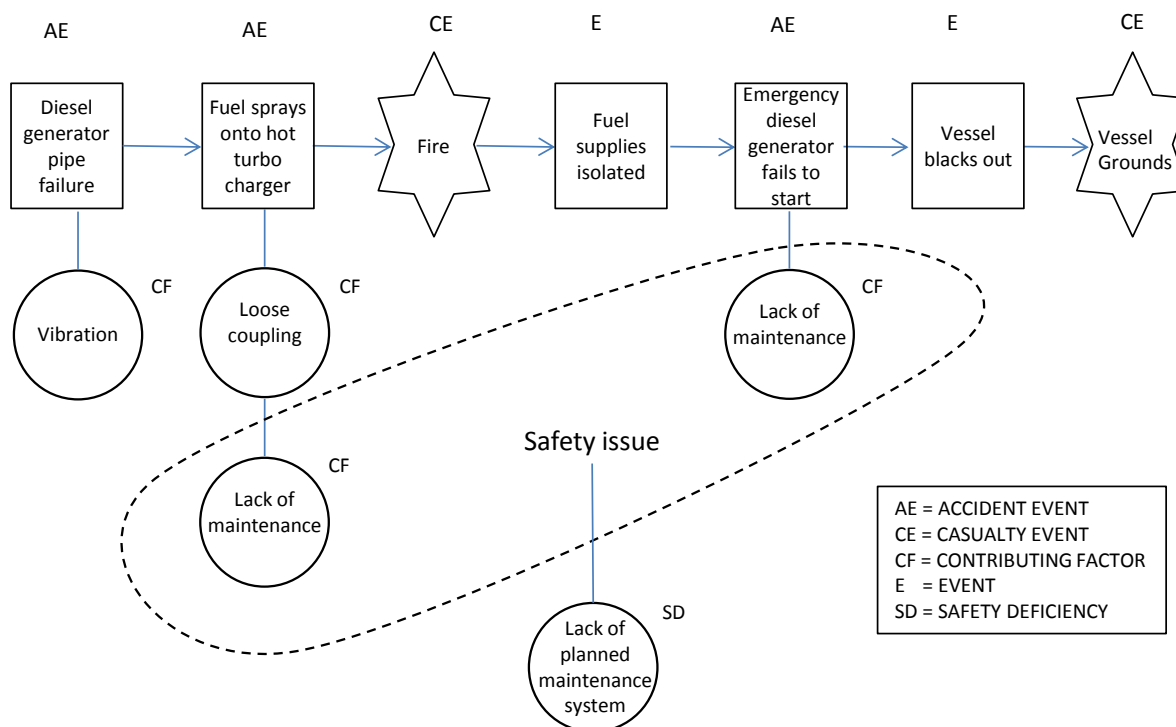 AE
AE
CE
E
AE
E
CE
Diesel
generator
pipe
failure
Fuel sprays
onto hot
turbo
charger
Fire
Fuel
supplies
isolated
Emergency
diesel
generator
fails to
start
Vessel
blacks out
Vessel
Grounds
CF
Vibration
CF
Loose
coupling
CF
Lack of
maintenance
CF
Lack of
maintenance
Safety issue
SD
Lack of
planned
maintenance
system
AE = ACCIDENT EVENT
CE = CASUALTY EVENT
CF = CONTRIBUTING FACTOR
E = EVENT
SD = SAFETY DEFICIENCY